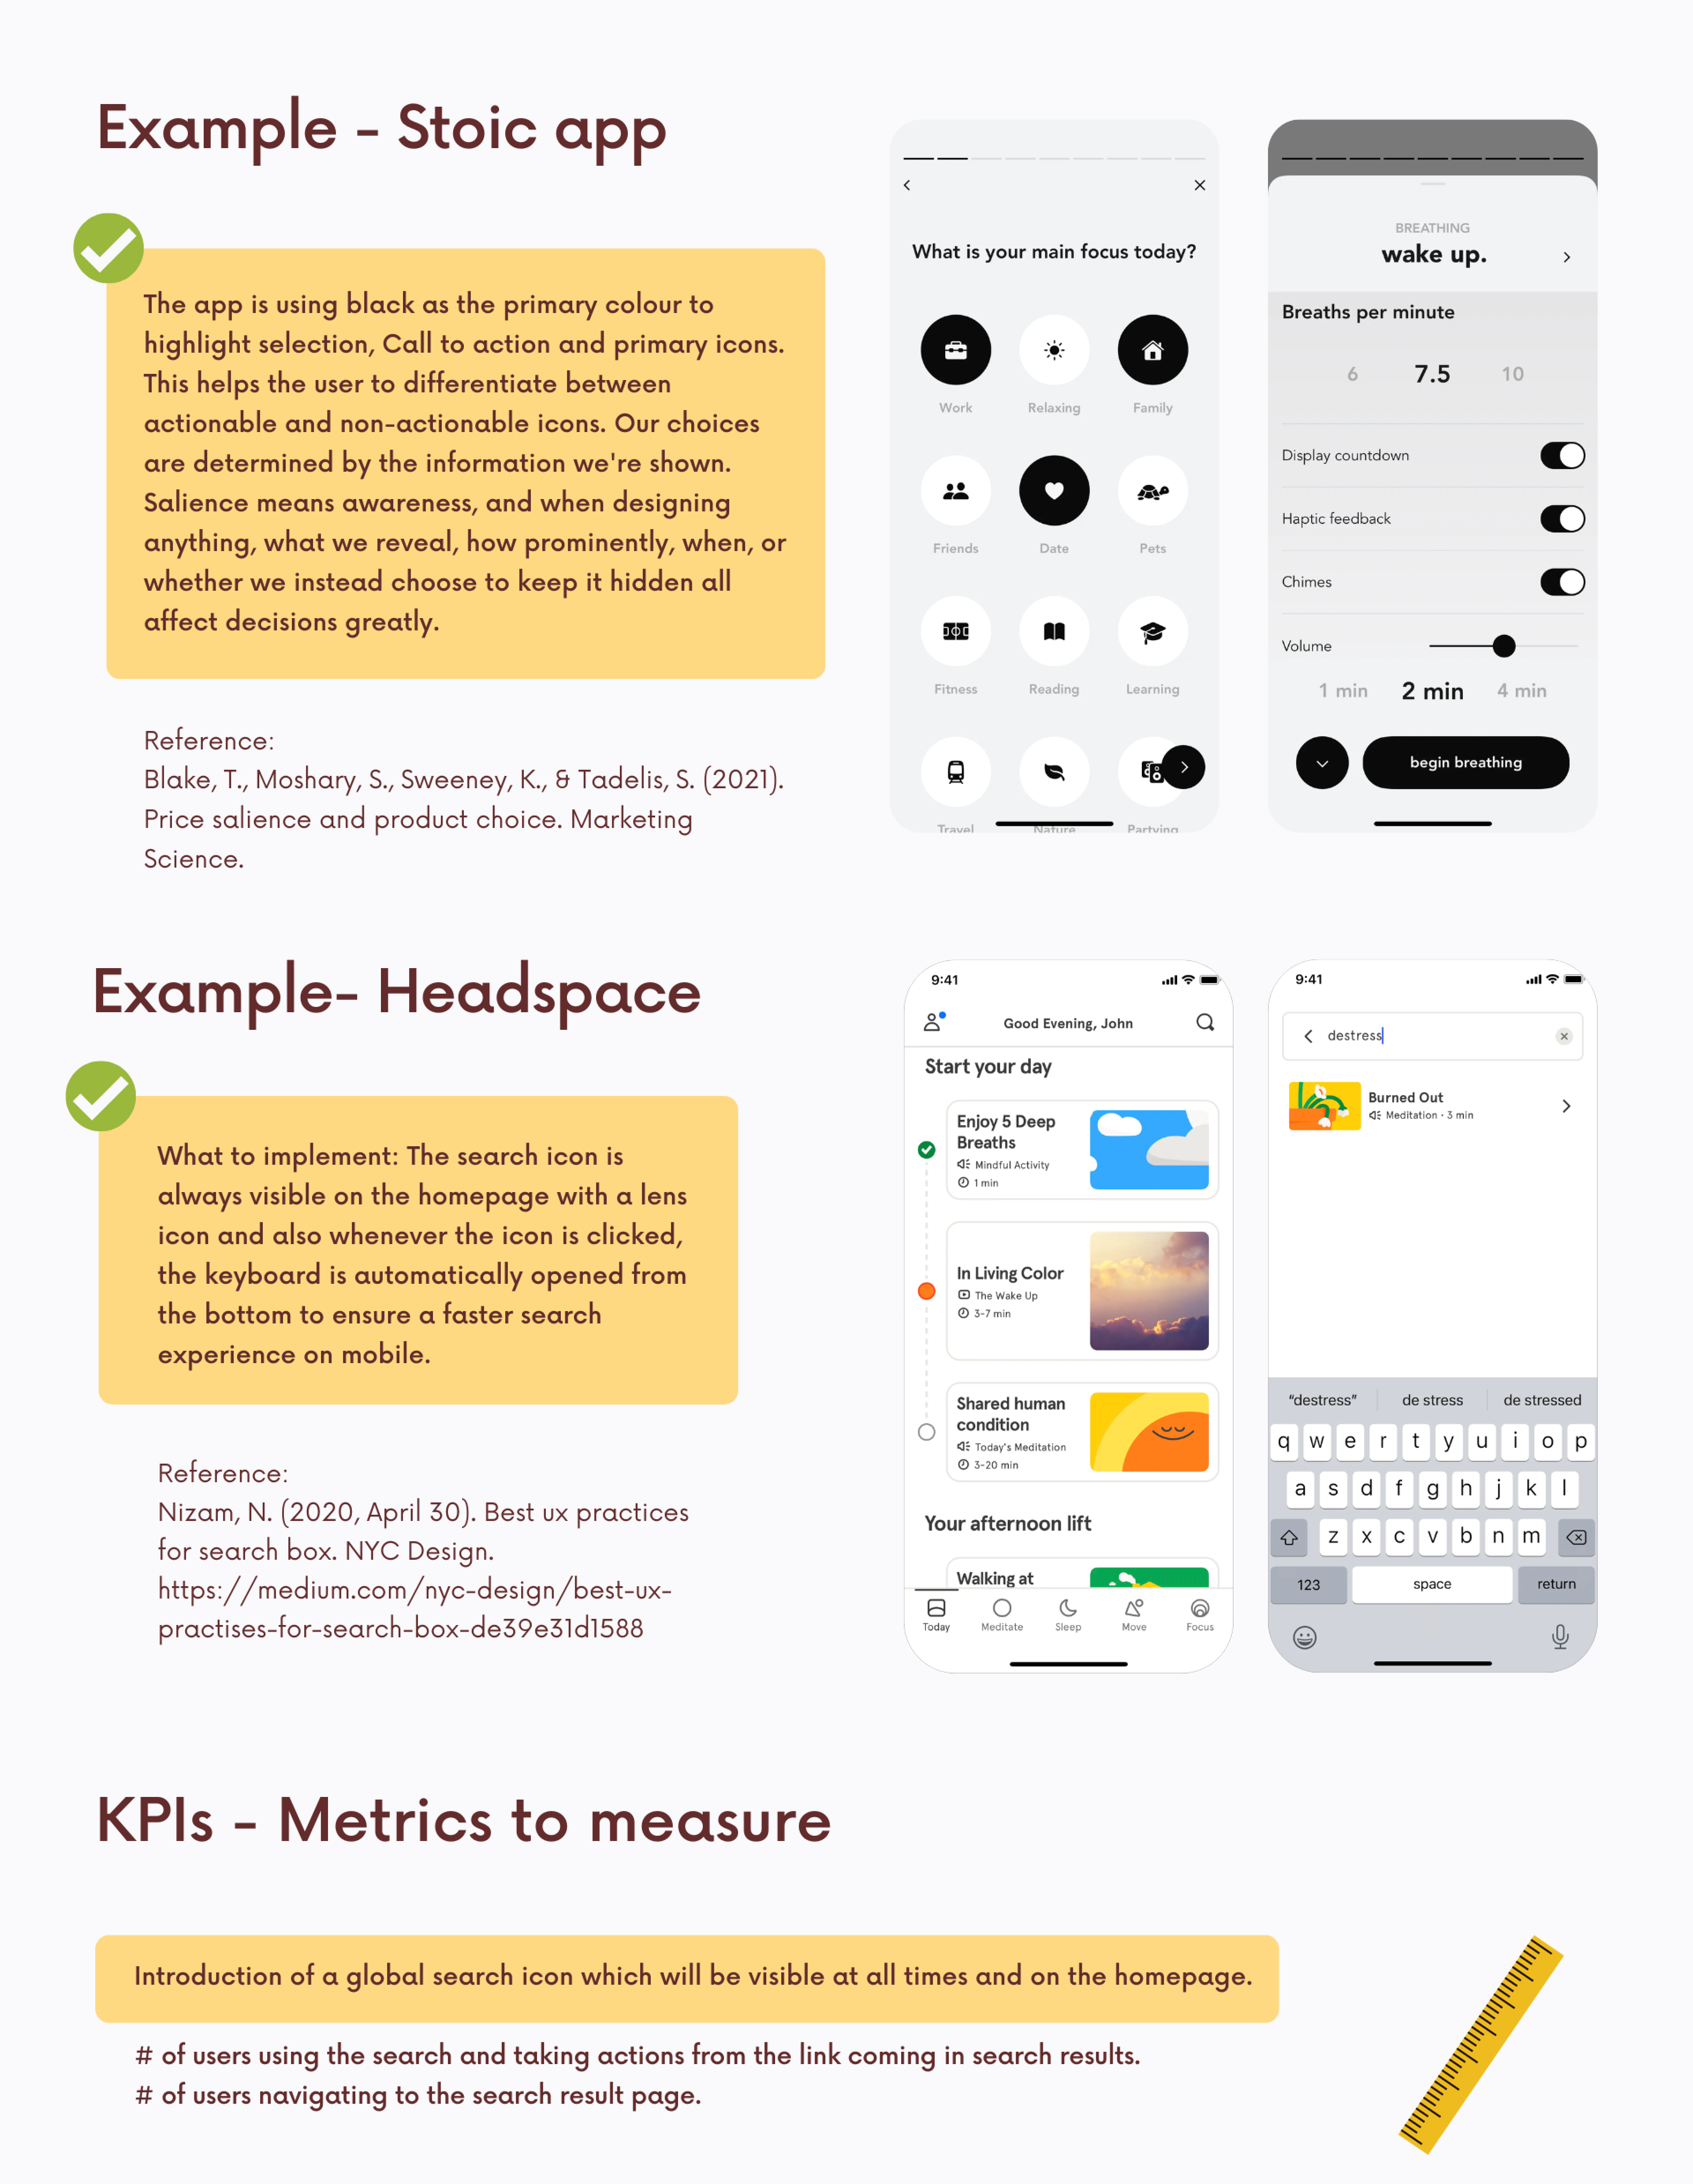 Example - Stoic app
The app is using black as the primary colour to
highlight selection, Call to action and primary icons.
This helps the user to differentiate between
actionable and non-actionable icons. Our choices
are determined by the information we're shown.
Salience means awareness, and when designing
anything, what we reveal, how prominently, when, or
whether we instead choose to keep it hidden all
affect decisions greatly.
Reference:
Blake, T., Moshary, S., Sweeney, K., & Tadelis, S. (2021).
Price salience and product choice. Marketing
Science.
What is your main focus today?
Work Relaxing Family
Friends Date Pets
Fitness Reading Learning
Travel Nature Partying
BREATHING
wake up.
Breaths per minute
6 7.5 10
Display countdown
Haptic feedback
Chimes
Volume
1 min 2 min 4 min
begin breathing
Example- Headspace
What to implement: The search icon is
always visible on the homepage with a lens
icon and also whenever the icon is clicked,
the keyboard is automatically opened from
the bottom to ensure a faster search
experience on mobile.
Reference:
Nizam, N. (2020, April 30). Best ux practices
for search box. NYC Design.
https://medium.com/nyc-design/best-ux-
practises-for-search-box-de39e31d1588
9:41
Good Evening, John
Start your day
Enjoy 5 Deep
Breaths
Mindful Activity
1 min
In Living Color
The Wake Up
3-7 min
Shared human
condition
Today's Meditation
3-20 min
Your afternoon lift
Walking at
Today Meditate Sleep Move Focus
9:41
destress
Burned Out
Meditation · 3 min
"destress" de stress de stressed
q w e r t y u i o p
a s d f g h j k l
z x c v b n m
123 space return
KPIs - Metrics to measure
Introduction of a global search icon which will be visible at all times and on the homepage.
# of users using the search and taking actions from the link coming in search results.
# of users navigating to the search result page.